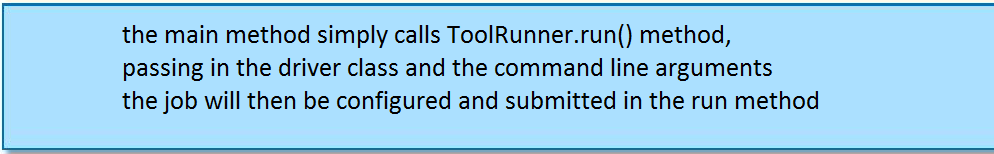 the main method simply calls ToolRunner.run() method,
passing in the driver class and the command line arguments
the job will then be configured and submitted in the run method